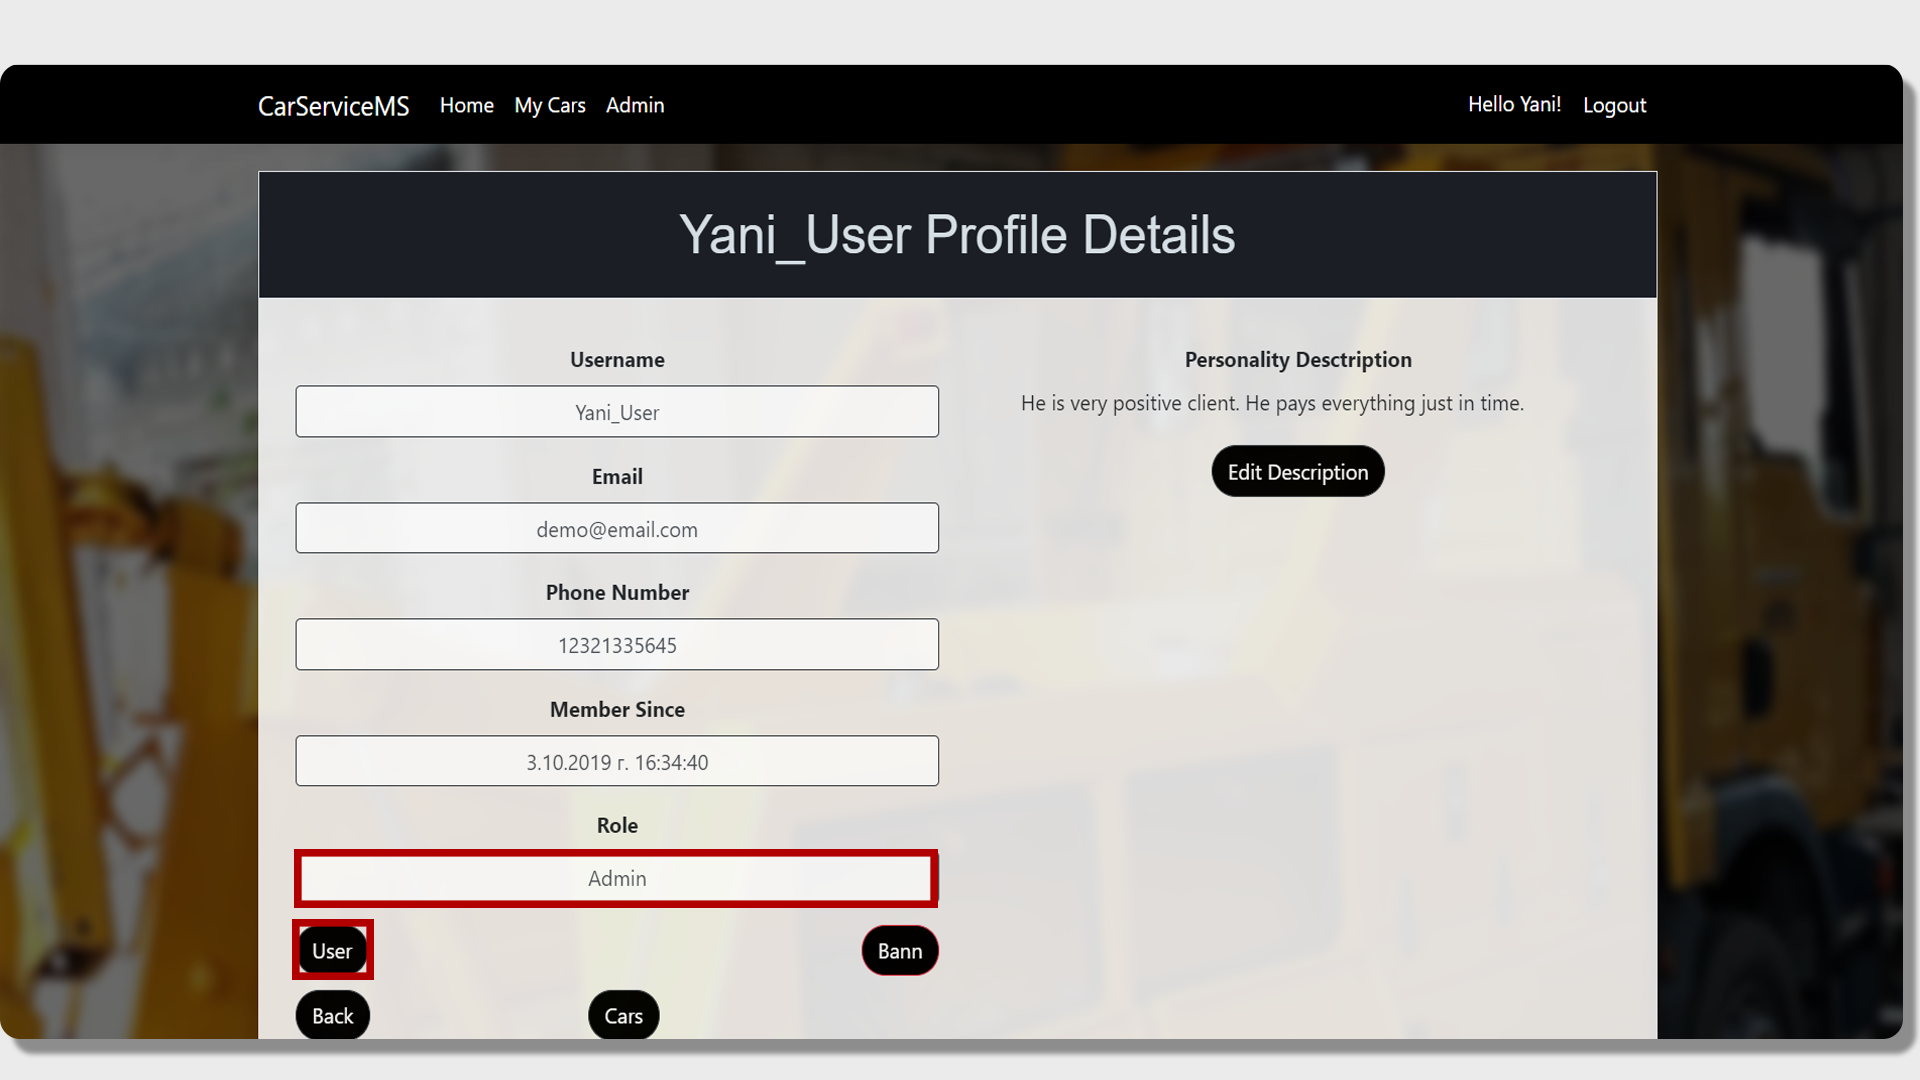 CarServiceMS Home My Cars Admin Hello Yani! Logout
Yani_User Profile Details
Username
Yani_User
Email
demo@email.com
Phone Number
12321335645
Member Since
3.10.2019 г. 16:34:40
Role
Admin
User Bann
Back Cars
Personality Desctription
He is very positive client. He pays everything just in time.
Edit Description